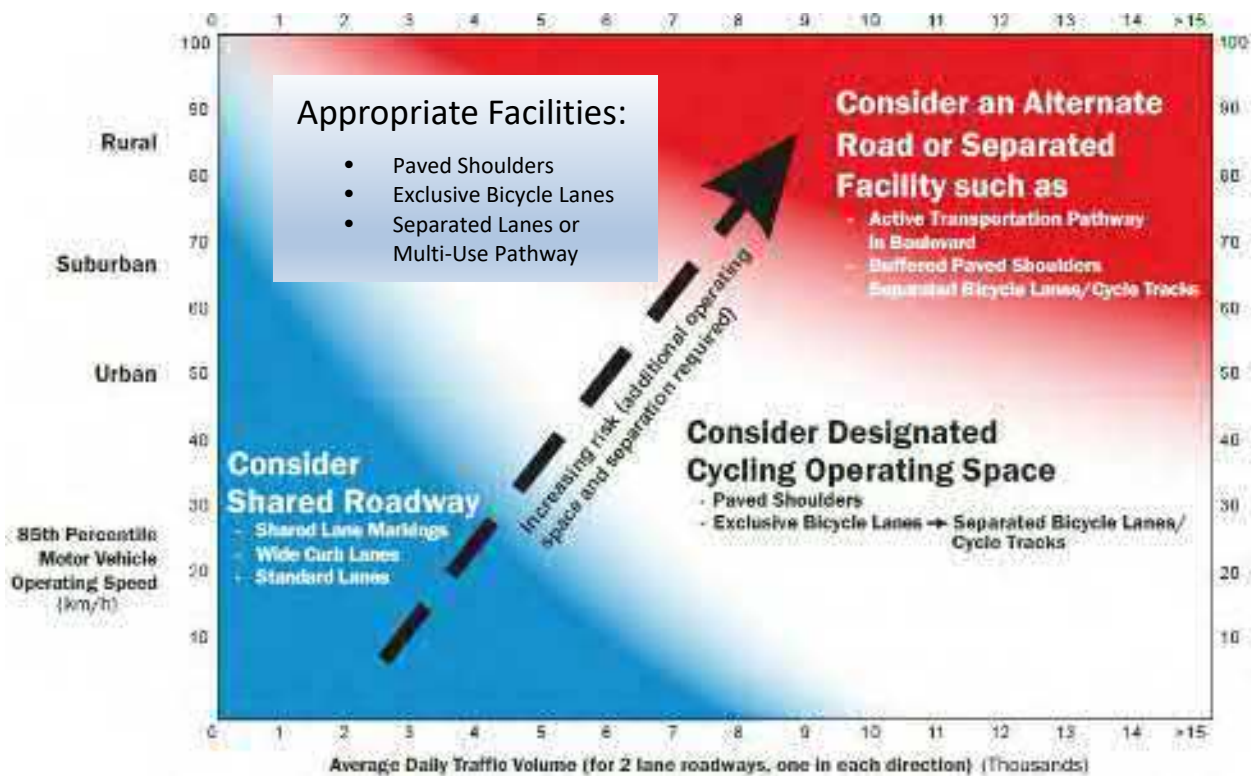 0 1 2 3 4 5 6 7 8 9 10 11 12 13 14 >15
100 100
90 90
80 80
70 70
60 60
50 50
40 40
30 30
20 20
10 10
Rural
Suburban
Urban
85th Percentile
Motor Vehicle
Operating Speed
(km/h)
Appropriate Facilities:
• Paved Shoulders
• Exclusive Bicycle Lanes
• Separated Lanes or
Multi-Use Pathway
Consider an Alternate
Road or Separated
Facility such as
- Active Transportation Pathway
in Boulevard
- Buffered Paved Shoulders
- Separated Bicycle Lanes/Cycle Tracks
Increasing risk (additional operating
space and separation required)
Consider
Shared Roadway
- Shared Lane Markings
- Wide Curb Lanes
- Standard Lanes
Consider Designated
Cycling Operating Space
- Paved Shoulders
- Exclusive Bicycle Lanes → Separated Bicycle Lanes/
Cycle Tracks
0 1 2 3 4 5 6 7 8 9 10 11 12 13 14 >15
Average Daily Traffic Volume (for 2 lane roadways, one in each direction) (Thousands)